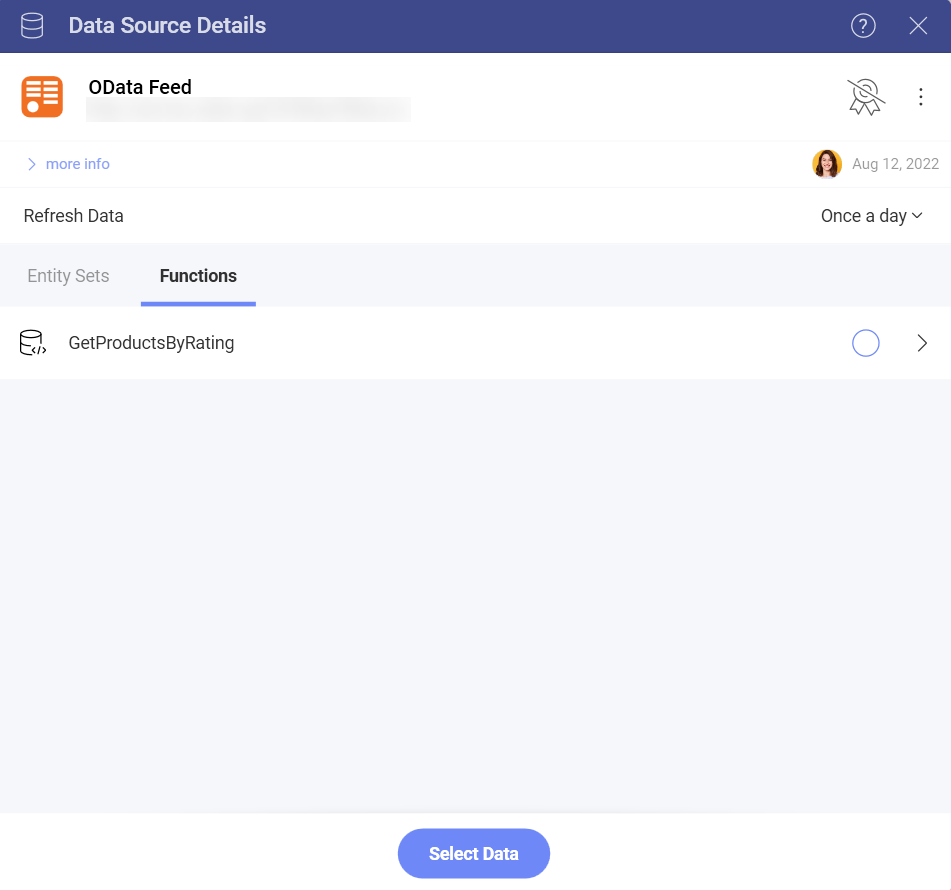 Data Source Details
OData Feed
more info
Aug 12, 2022
Refresh Data
Once a day
Entity Sets
Functions
GetProductsByRating
Select Data